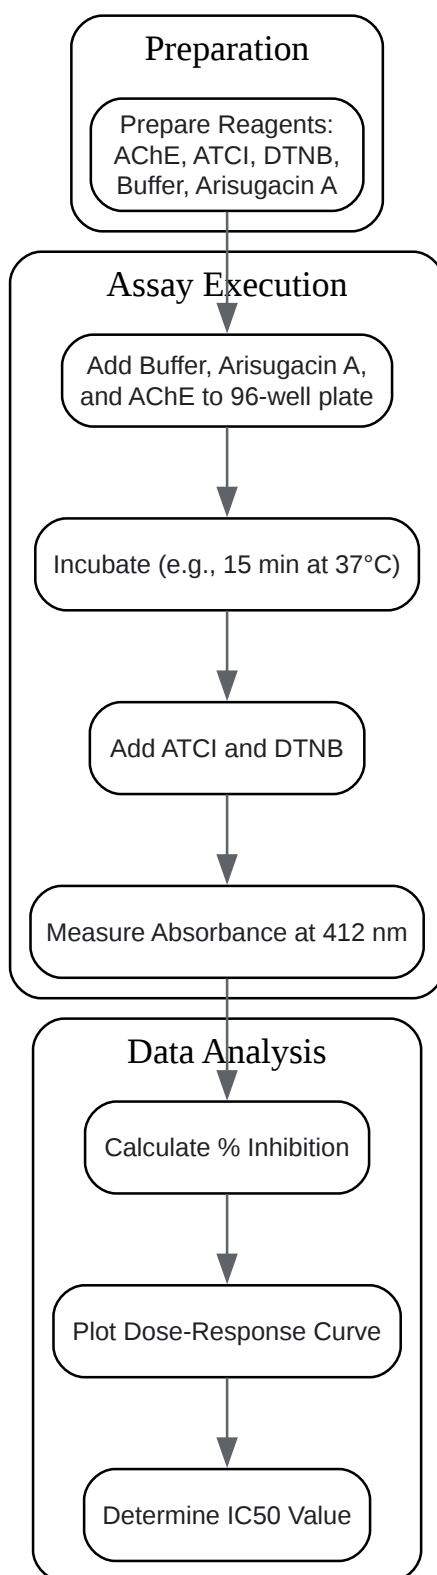 Preparation
Prepare Reagents:
AChE, ATCI, DTNB,
Buffer, Arisugacin A
Assay Execution
Add Buffer, Arisugacin A,
and AChE to 96-well plate
Incubate (e.g., 15 min at 37°C)
Add ATCI and DTNB
Measure Absorbance at 412 nm
Data Analysis
Calculate % Inhibition
Plot Dose-Response Curve
Determine IC50 Value